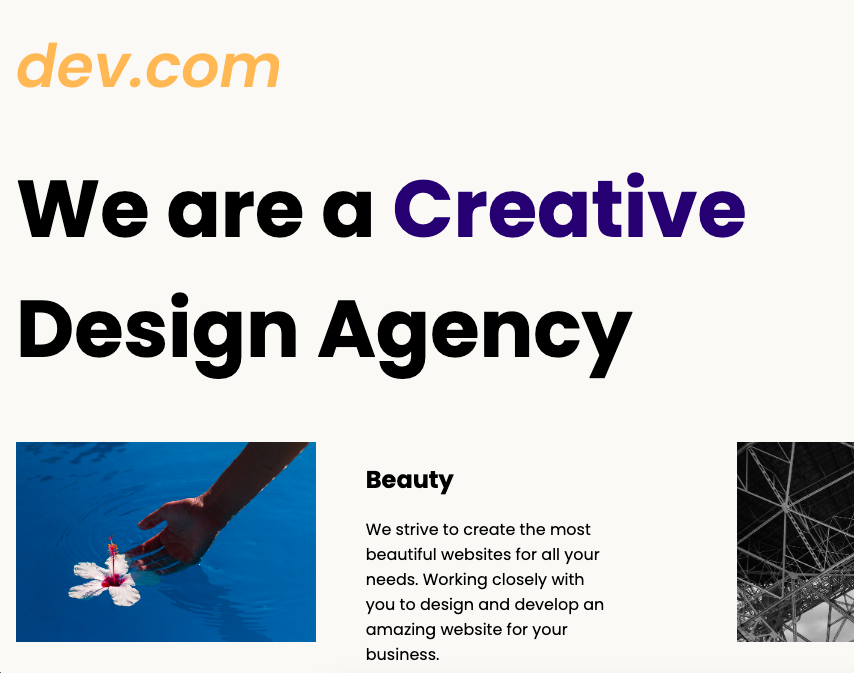 dev.com
We are a Creative
Design Agency
Beauty
We strive to create the most
beautiful websites for all your
needs. Working closely with
you to design and develop an
amazing website for your
business.